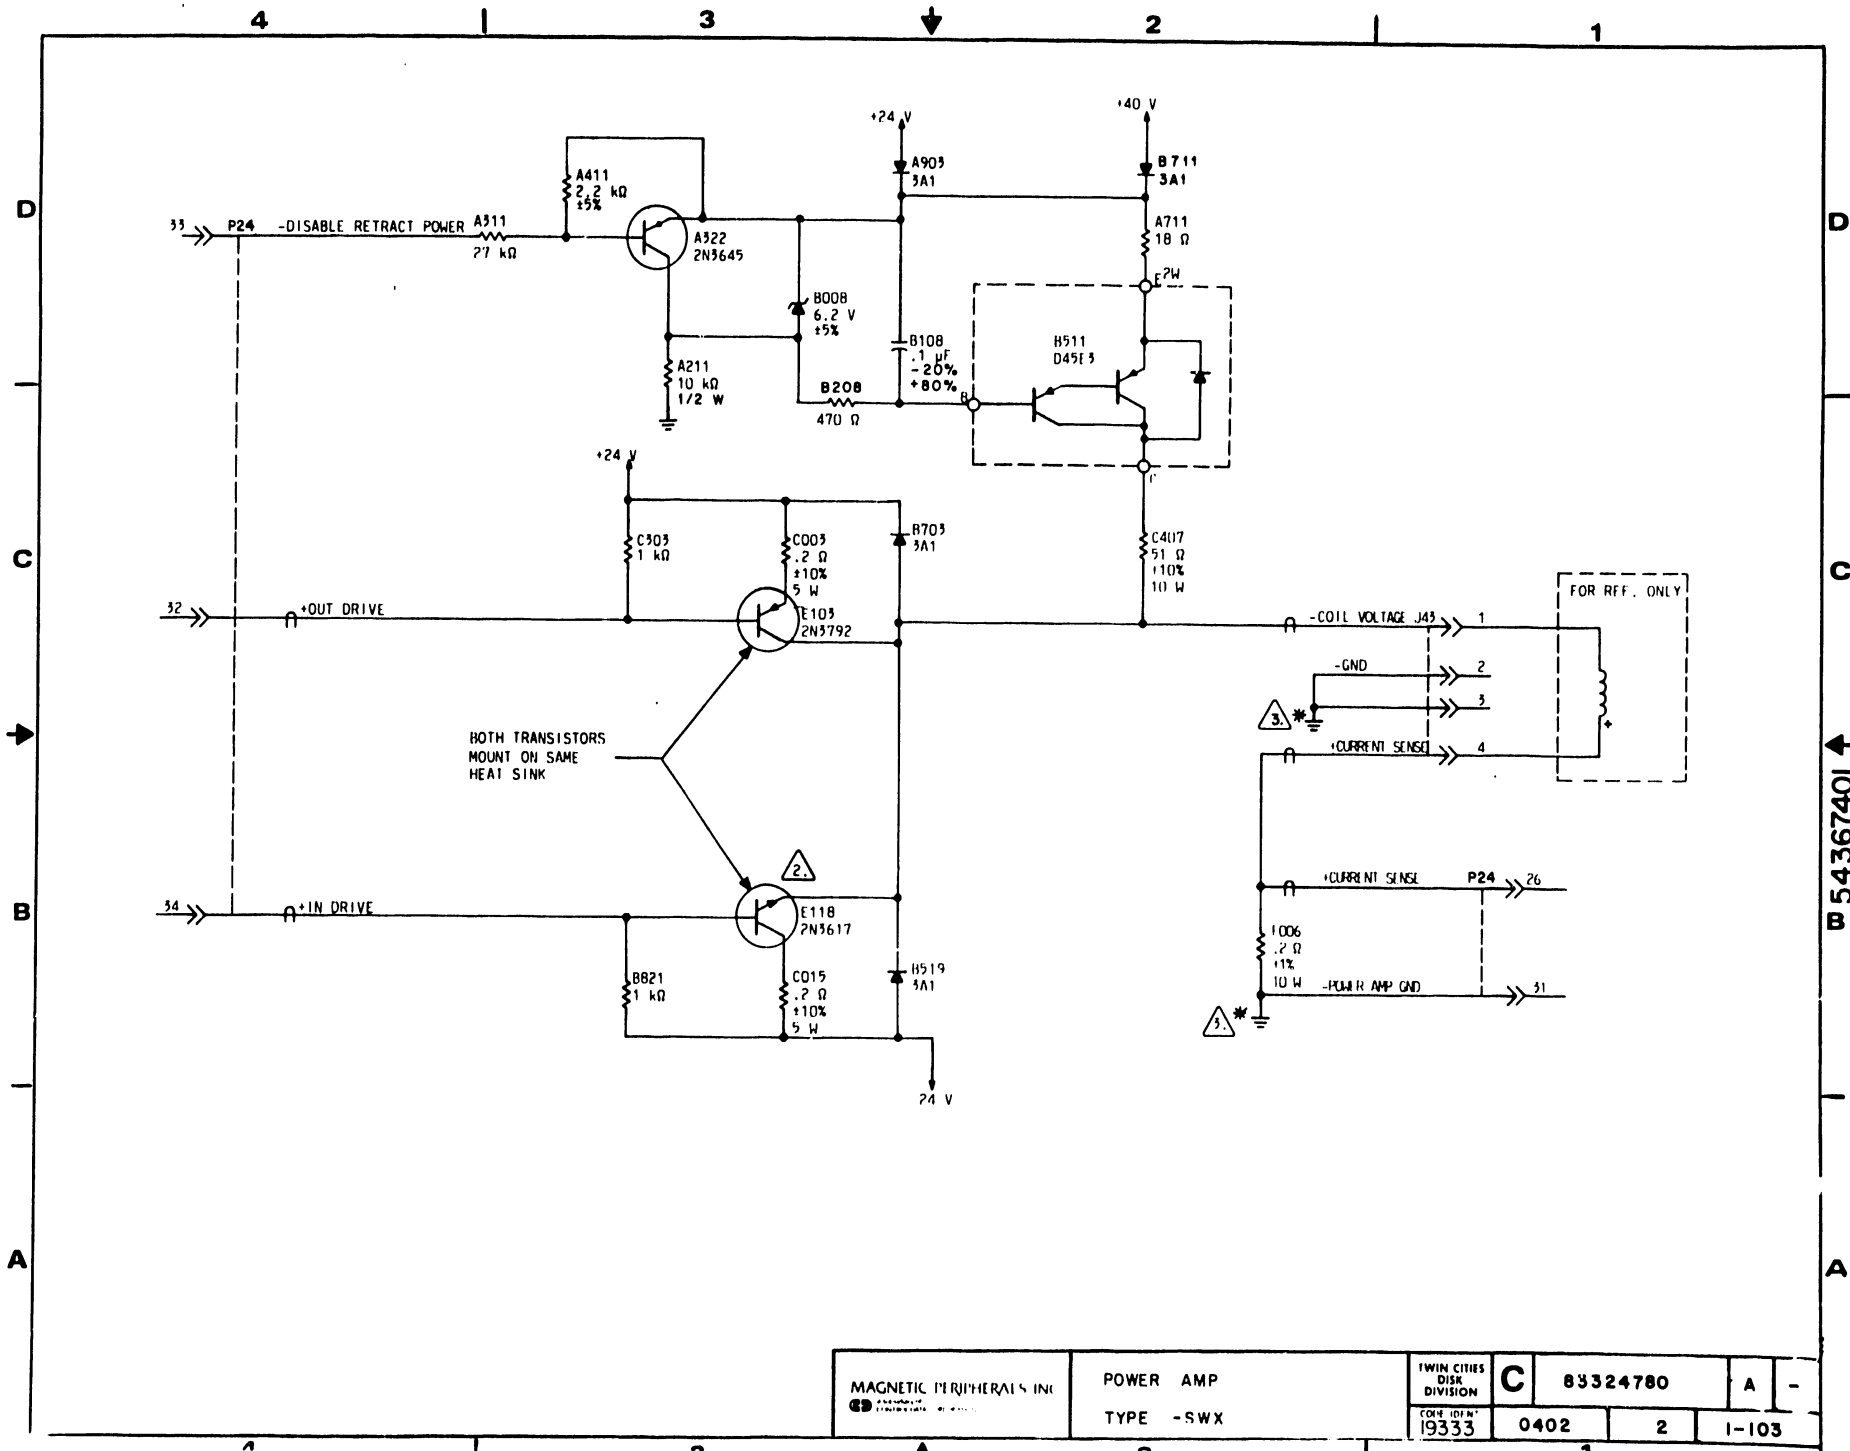 4 3 2 1
+24 V
+40 V
A411
2.2 kΩ
±5%
A903
3A1
B711
3A1
D
D
33 P24 -DISABLE RETRACT POWER
A311
27 kΩ
A322
2N3645
A711
18 Ω
2W
E
B008
6.2 V
±5%
B108
.1 µF
-20%
+80%
B511
D45E3
A211
10 kΩ
1/2 W
B208
470 Ω
B
+24 V
C303
1 kΩ
C003
.2 Ω
±10%
5 W
B703
3A1
C407
51 Ω
±10%
10 W
C
C
FOR REF. ONLY
32 +OUT DRIVE
E103
2N3792
-COIL VOLTAGE J43 1
-GND 2
3
3. *
+CURRENT SENSE 4
+
BOTH TRANSISTORS
MOUNT ON SAME
HEAT SINK
54367401
2.
+CURRENT SENSE P24 26
B
B
34 +IN DRIVE
E118
2N3617
.2 Ω
±1%
10 W
B821
1 kΩ
C015
.2 Ω
±10%
5 W
B519
3A1
-POWER AMP GND 31
3. *
24 V
A
A
MAGNETIC PERIPHERALS INC
POWER AMP
TYPE -SWX
TWIN CITIES
DISK
DIVISION
C 83324780 A -
CODE IDENT
19333 0402 2 1-103